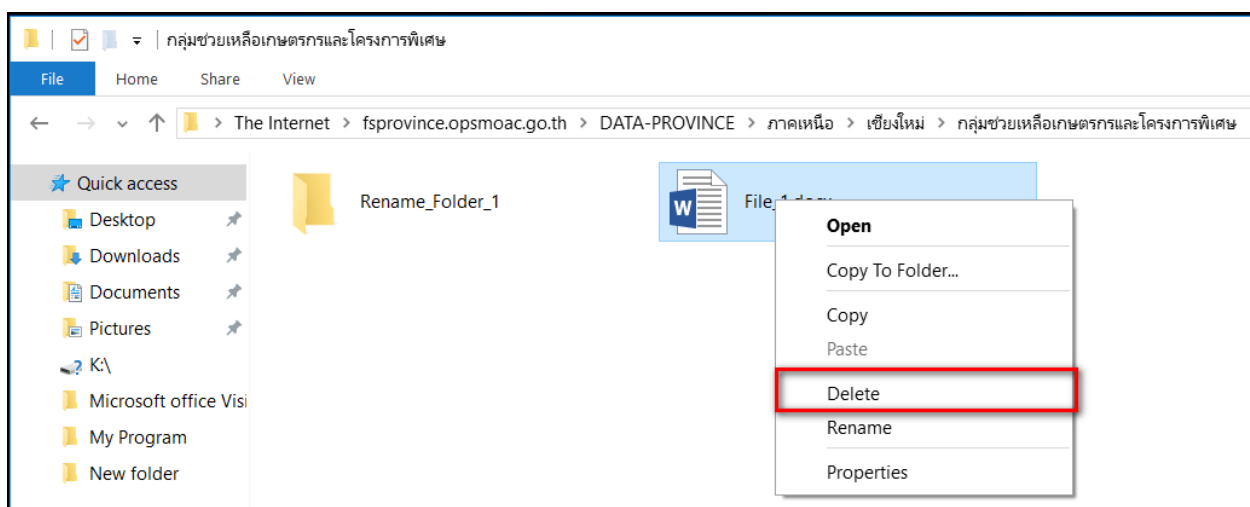 กลุ่มช่วยเหลือเกษตรกรและโครงการพิเศษ
File Home Share View
The Internet > fsprovince.opsmoac.go.th > DATA-PROVINCE > ภาคเหนือ > เชียงใหม่ > กลุ่มช่วยเหลือเกษตรกรและโครงการพิเศษ
Quick access
Desktop
Downloads
Documents
Pictures
K:\
Microsoft office Visi
My Program
New folder
Rename_Folder_1
File_1.docx
Open
Copy To Folder...
Copy
Paste
Delete
Rename
Properties